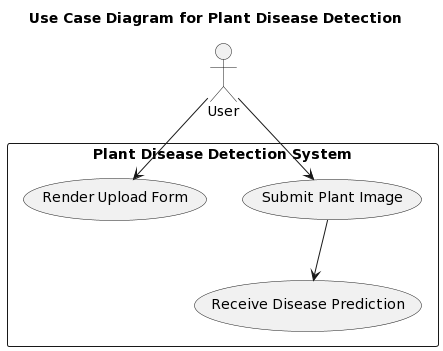 Use Case Diagram for Plant Disease Detection
User
Plant Disease Detection System
Render Upload Form
Submit Plant Image
Receive Disease Prediction